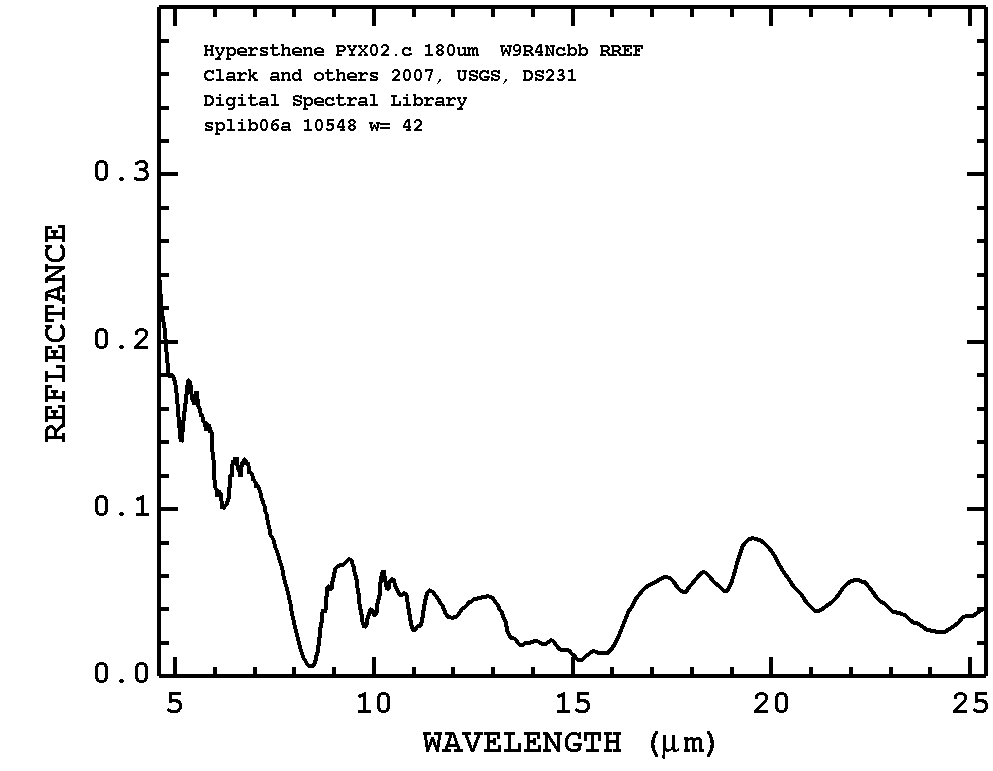 Hypersthene PYX02.c 180um W9R4Ncbb RREF
Clark and others 2007, USGS, DS231
Digital Spectral Library
splib06a 10548 w= 42
REFLECTANCE
0.3
0.2
0.1
0.0
5 10 15 20 25
WAVELENGTH (μm)